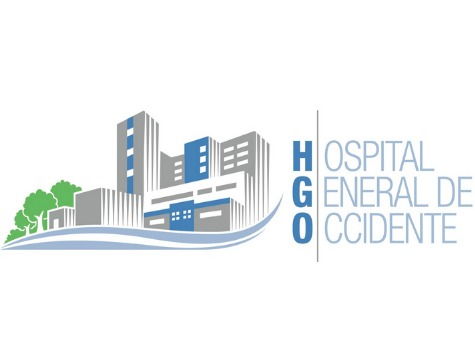 HOSPITAL
GENERAL DE
OCCIDENTE